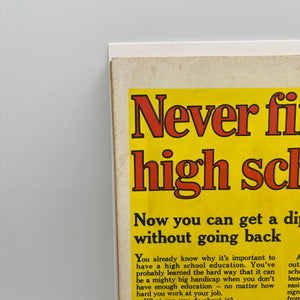 Never fi
high sch
Now you can get a di
without going back
You already know why it's important to
have a high school education. You've
probably learned the hard way that it can
be a mighty big handicap when you don't
have enough education — no matter how
hard you work at your job.